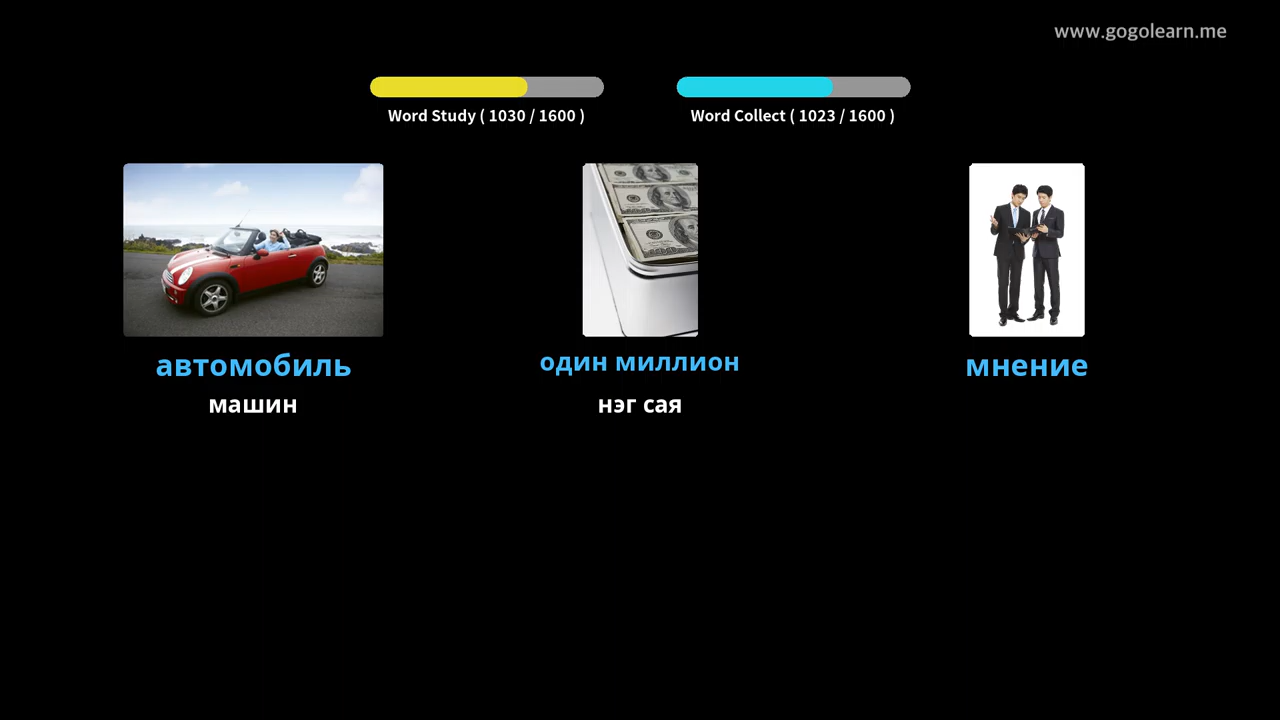 www.gogolearn.me
Word Study ( 1030 / 1600 )
Word Collect ( 1023 / 1600 )
автомобиль
машин
один миллион
нэг сая
мнение